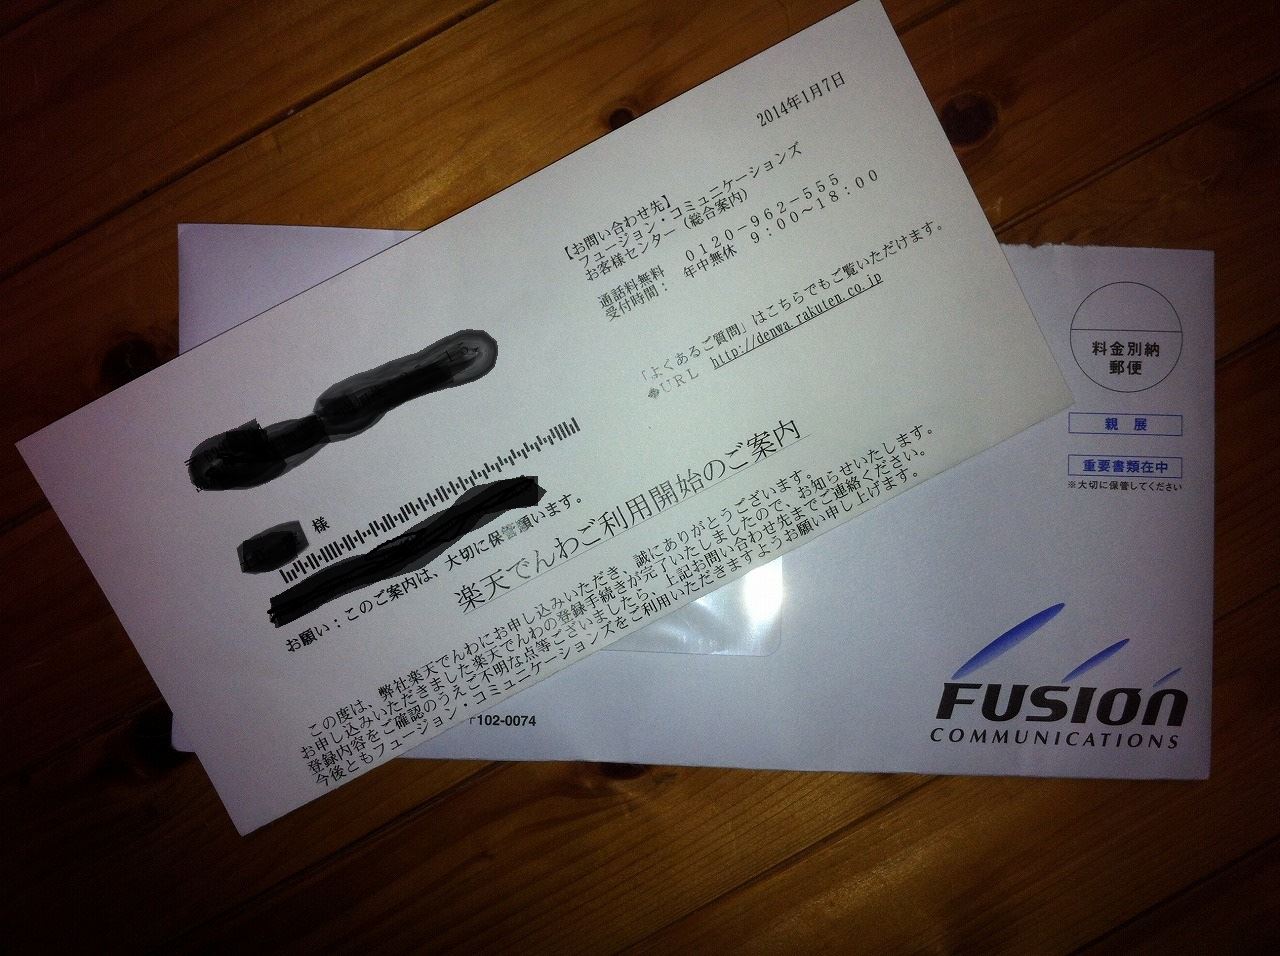 2014年1月7日
【お問い合わせ先】
フュージョン・コミュニケーションズ
お客様センター（総合案内）
通話料無料　０１２０－９６２－５５５
受付時間：　年中無休　９：００～１８：００
「よくあるご質問」はこちらでもご覧いただけます。
ＵＲＬ　http://denwa.rakuten.co.jp
様
お願い：このご案内は、大切に保管願います。
楽天でんわご利用開始のご案内
この度は、弊社楽天でんわにお申し込みいただき、誠にありがとうございます。
お申し込みいただきました楽天でんわの登録手続きが完了いたしましたので、お知らせいたします。
登録内容をご確認のうえご不明な点等ございましたら、上記お問い合わせ先までご連絡ください。
今後ともフュージョン・コミュニケーションズをご利用いただきますようお願い申し上げます。
料金別納
郵便
親展
重要書類在中
※大切に保管してください
〒102-0074
FUSION
COMMUNICATIONS